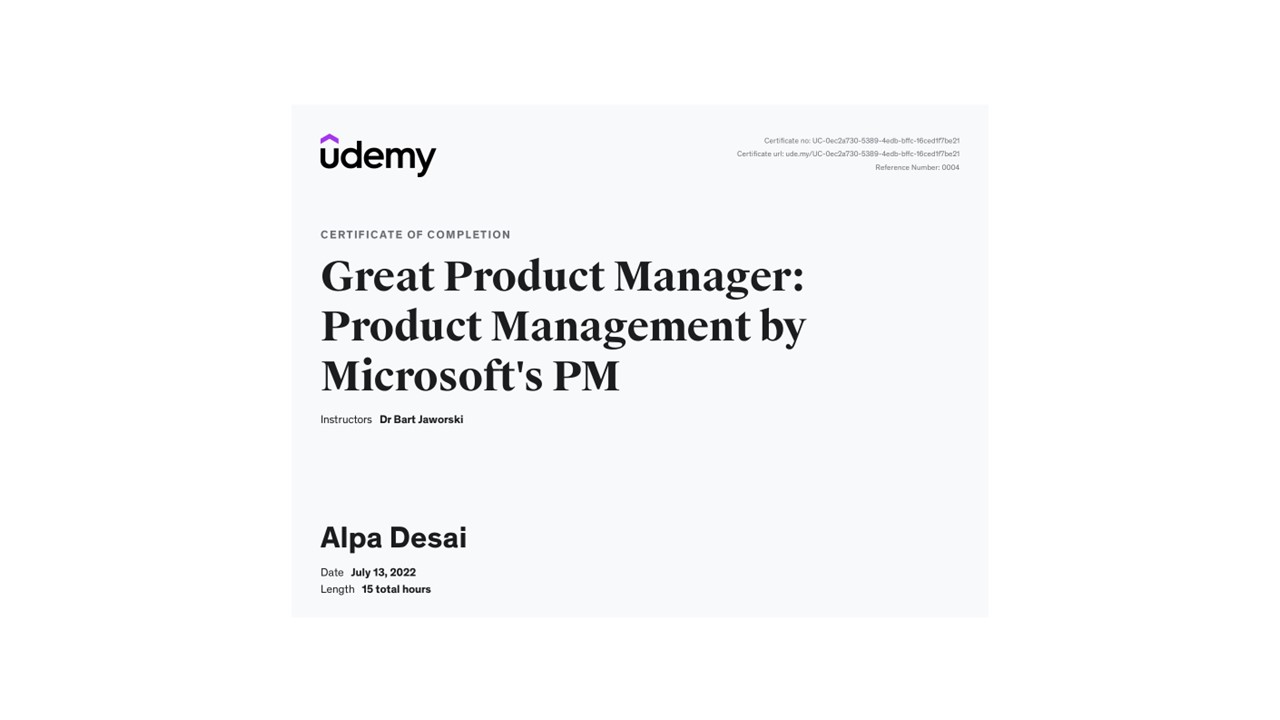 udemy
Certificate no: UC-0ec2a730-5389-4edb-bffc-16ced1f7be21
Certificate url: ude.my/UC-0ec2a730-5389-4edb-bffc-16ced1f7be21
Reference Number: 0004
CERTIFICATE OF COMPLETION
Great Product Manager:
Product Management by
Microsoft's PM
Instructors Dr Bart Jaworski
Alpa Desai
Date July 13, 2022
Length 15 total hours